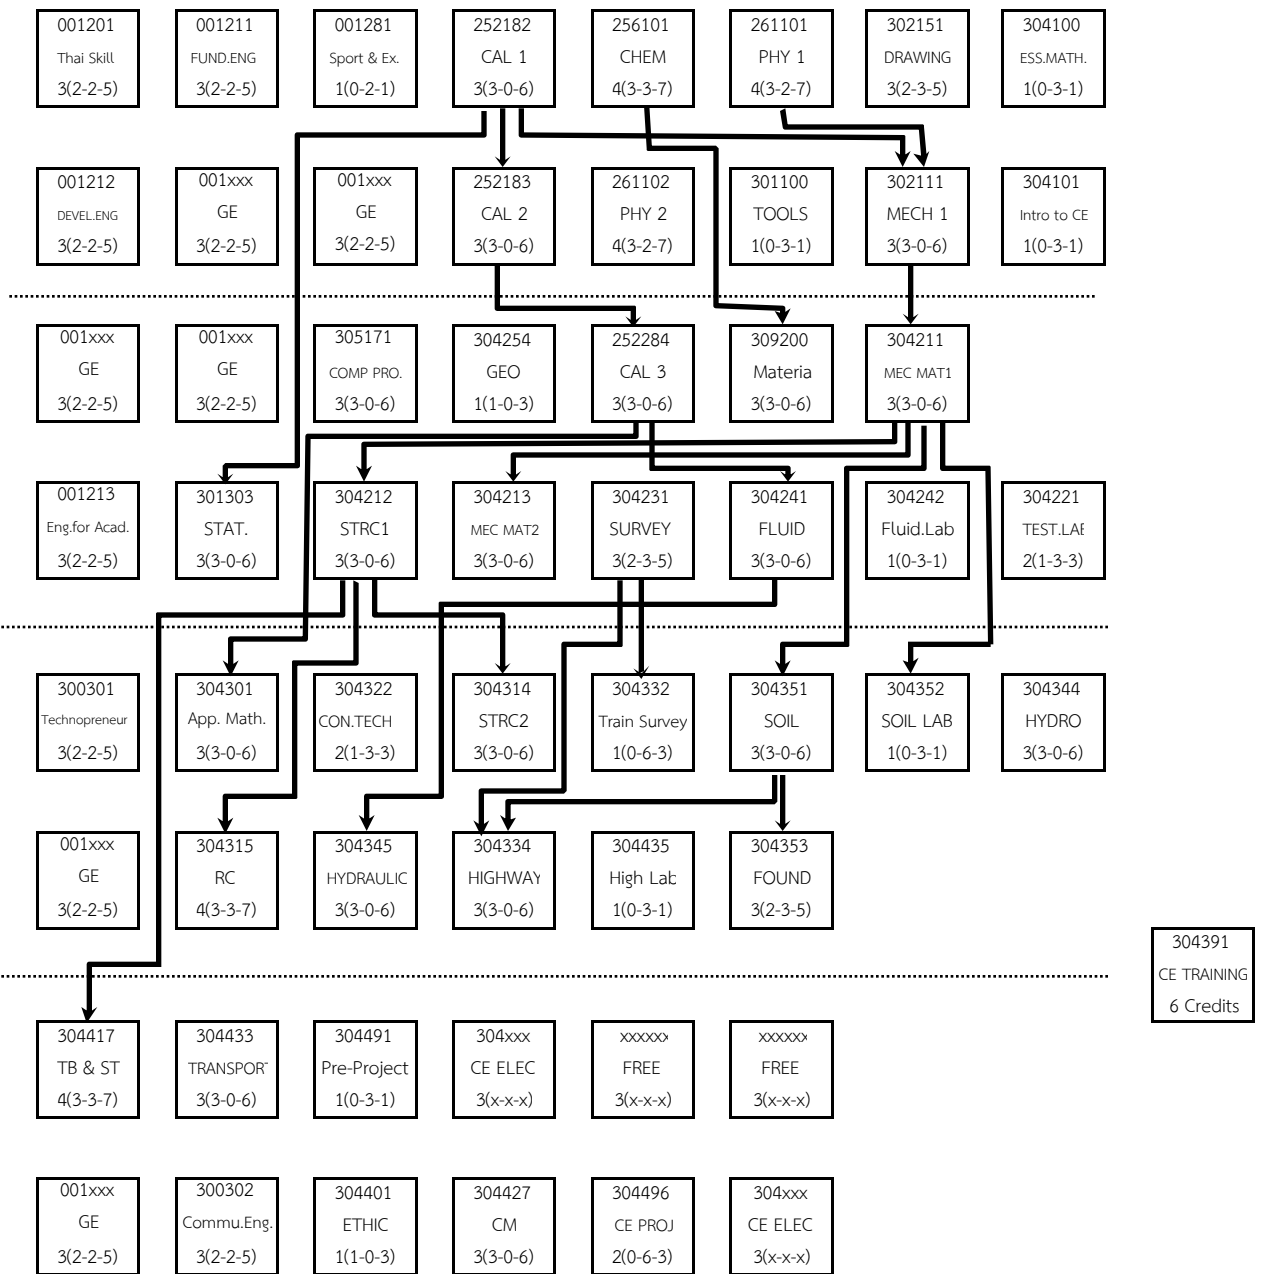 001201
Thai Skill
3(2-2-5)
001211
FUND.ENG
3(2-2-5)
001281
Sport & Ex.
1(0-2-1)
252182
CAL 1
3(3-0-6)
256101
CHEM
4(3-3-7)
261101
PHY 1
4(3-2-7)
302151
DRAWING
3(2-3-5)
304100
ESS.MATH.
1(0-3-1)
001212
DEVEL.ENG
3(2-2-5)
001xxx
GE
3(2-2-5)
001xxx
GE
3(2-2-5)
252183
CAL 2
3(3-0-6)
261102
PHY 2
4(3-2-7)
301100
TOOLS
1(0-3-1)
302111
MECH 1
3(3-0-6)
304101
Intro to CE
1(0-3-1)
001xxx
GE
3(2-2-5)
001xxx
GE
3(2-2-5)
305171
COMP PRO.
3(3-0-6)
304254
GEO
1(1-0-3)
252284
CAL 3
3(3-0-6)
309200
Materia
3(3-0-6)
304211
MEC MAT1
3(3-0-6)
001213
Eng.for Acad.
3(2-2-5)
301303
STAT.
3(3-0-6)
304212
STRC1
3(3-0-6)
304213
MEC MAT2
3(3-0-6)
304231
SURVEY
3(2-3-5)
304241
FLUID
3(3-0-6)
304242
Fluid.Lab
1(0-3-1)
304221
TEST.LAE
2(1-3-3)
300301
Technopreneur
3(2-2-5)
304301
App. Math.
3(3-0-6)
304322
CON.TECH
2(1-3-3)
304314
STRC2
3(3-0-6)
304332
Train Survey
1(0-6-3)
304351
SOIL
3(3-0-6)
304352
SOIL LAB
1(0-3-1)
304344
HYDRO
3(3-0-6)
001xxx
GE
3(2-2-5)
304315
RC
4(3-3-7)
304345
HYDRAULIC
3(3-0-6)
304334
HIGHWAY
3(3-0-6)
304435
High Lab
1(0-3-1)
304353
FOUND
3(2-3-5)
304391
CE TRAINING
6 Credits
304417
TB & ST
4(3-3-7)
304433
TRANSPOR
3(3-0-6)
304491
Pre-Project
1(0-3-1)
304xxx
CE ELEC
3(x-x-x)
xxxxxx
FREE
3(x-x-x)
xxxxxx
FREE
3(x-x-x)
001xxx
GE
3(2-2-5)
300302
Commu.Eng.
3(2-2-5)
304401
ETHIC
1(1-0-3)
304427
CM
3(3-0-6)
304496
CE PROJ
2(0-6-3)
304xxx
CE ELEC
3(x-x-x)